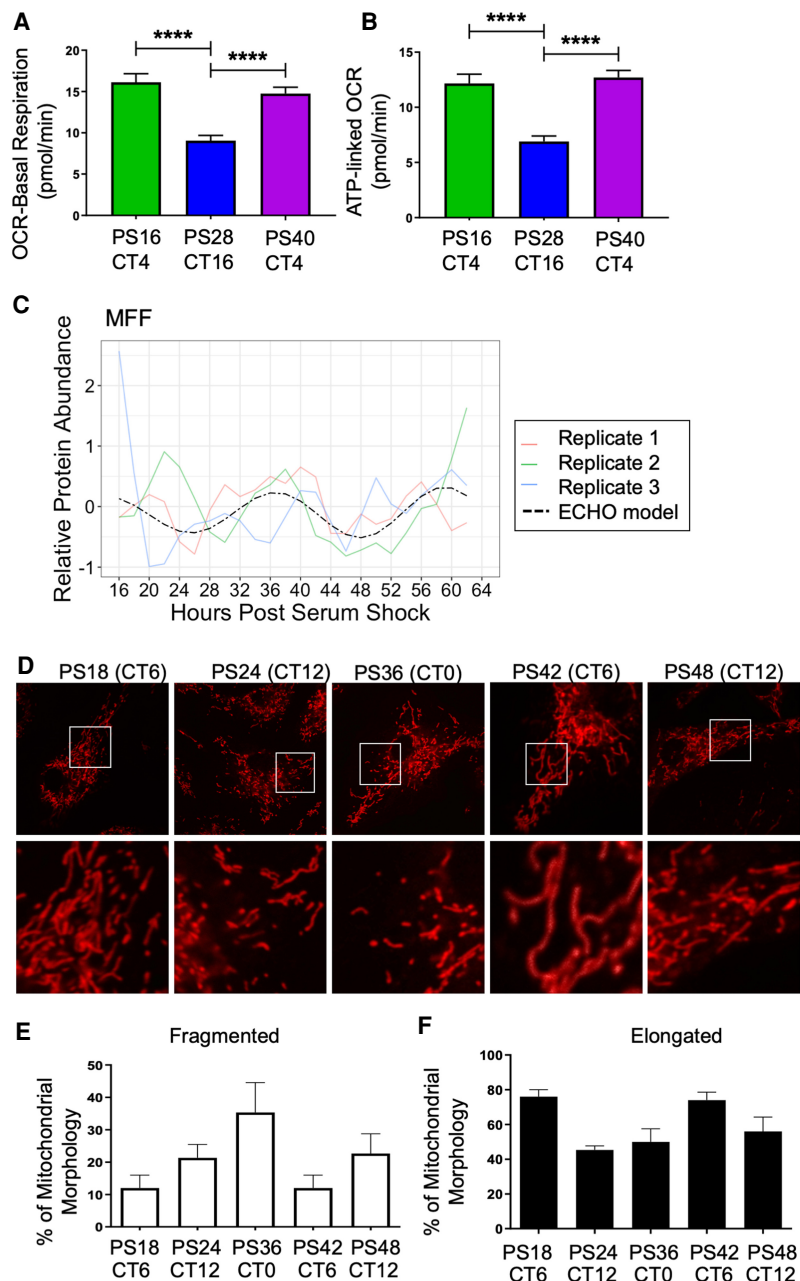 A
OCR-Basal Respiration
(pmol/min)
20
15
10
5
0
****
****
PS16 PS28 PS40
CT4 CT16 CT4
B
ATP-linked OCR
(pmol/min)
15
10
5
0
****
****
PS16 PS28 PS40
CT4 CT16 CT4
C
MFF
Relative Protein Abundance
2
1
0
-1
16 20 24 28 32 36 40 44 48 52 56 60 64
Hours Post Serum Shock
Replicate 1
Replicate 2
Replicate 3
ECHO model
D
PS18 (CT6) PS24 (CT12) PS36 (CT0) PS42 (CT6) PS48 (CT12)
E
Fragmented
% of Mitochondrial
Morphology
50
40
30
20
10
0
PS18 PS24 PS36 PS42 PS48
CT6 CT12 CT0 CT6 CT12
F
Elongated
% of Mitochondrial
Morphology
100
80
60
40
20
0
PS18 PS24 PS36 PS42 PS48
CT6 CT12 CT0 CT6 CT12